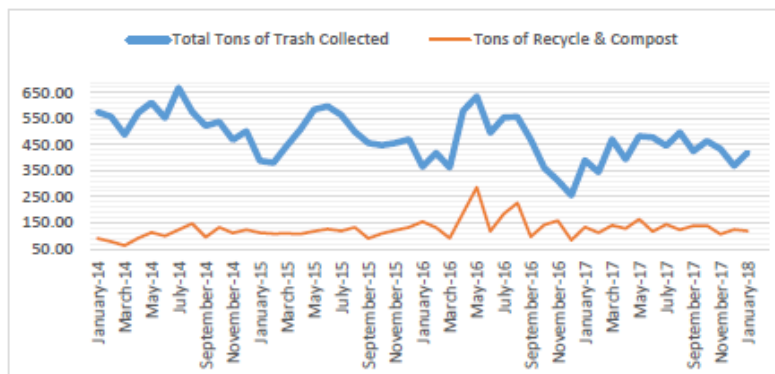 Total Tons of Trash Collected Tons of Recycle & Compost
650.00
550.00
450.00
350.00
250.00
150.00
50.00
January-14
March-14
May-14
July-14
September-14
November-14
January-15
March-15
May-15
July-15
September-15
November-15
January-16
March-16
May-16
July-16
September-16
November-16
January-17
March-17
May-17
July-17
September-17
November-17
January-18